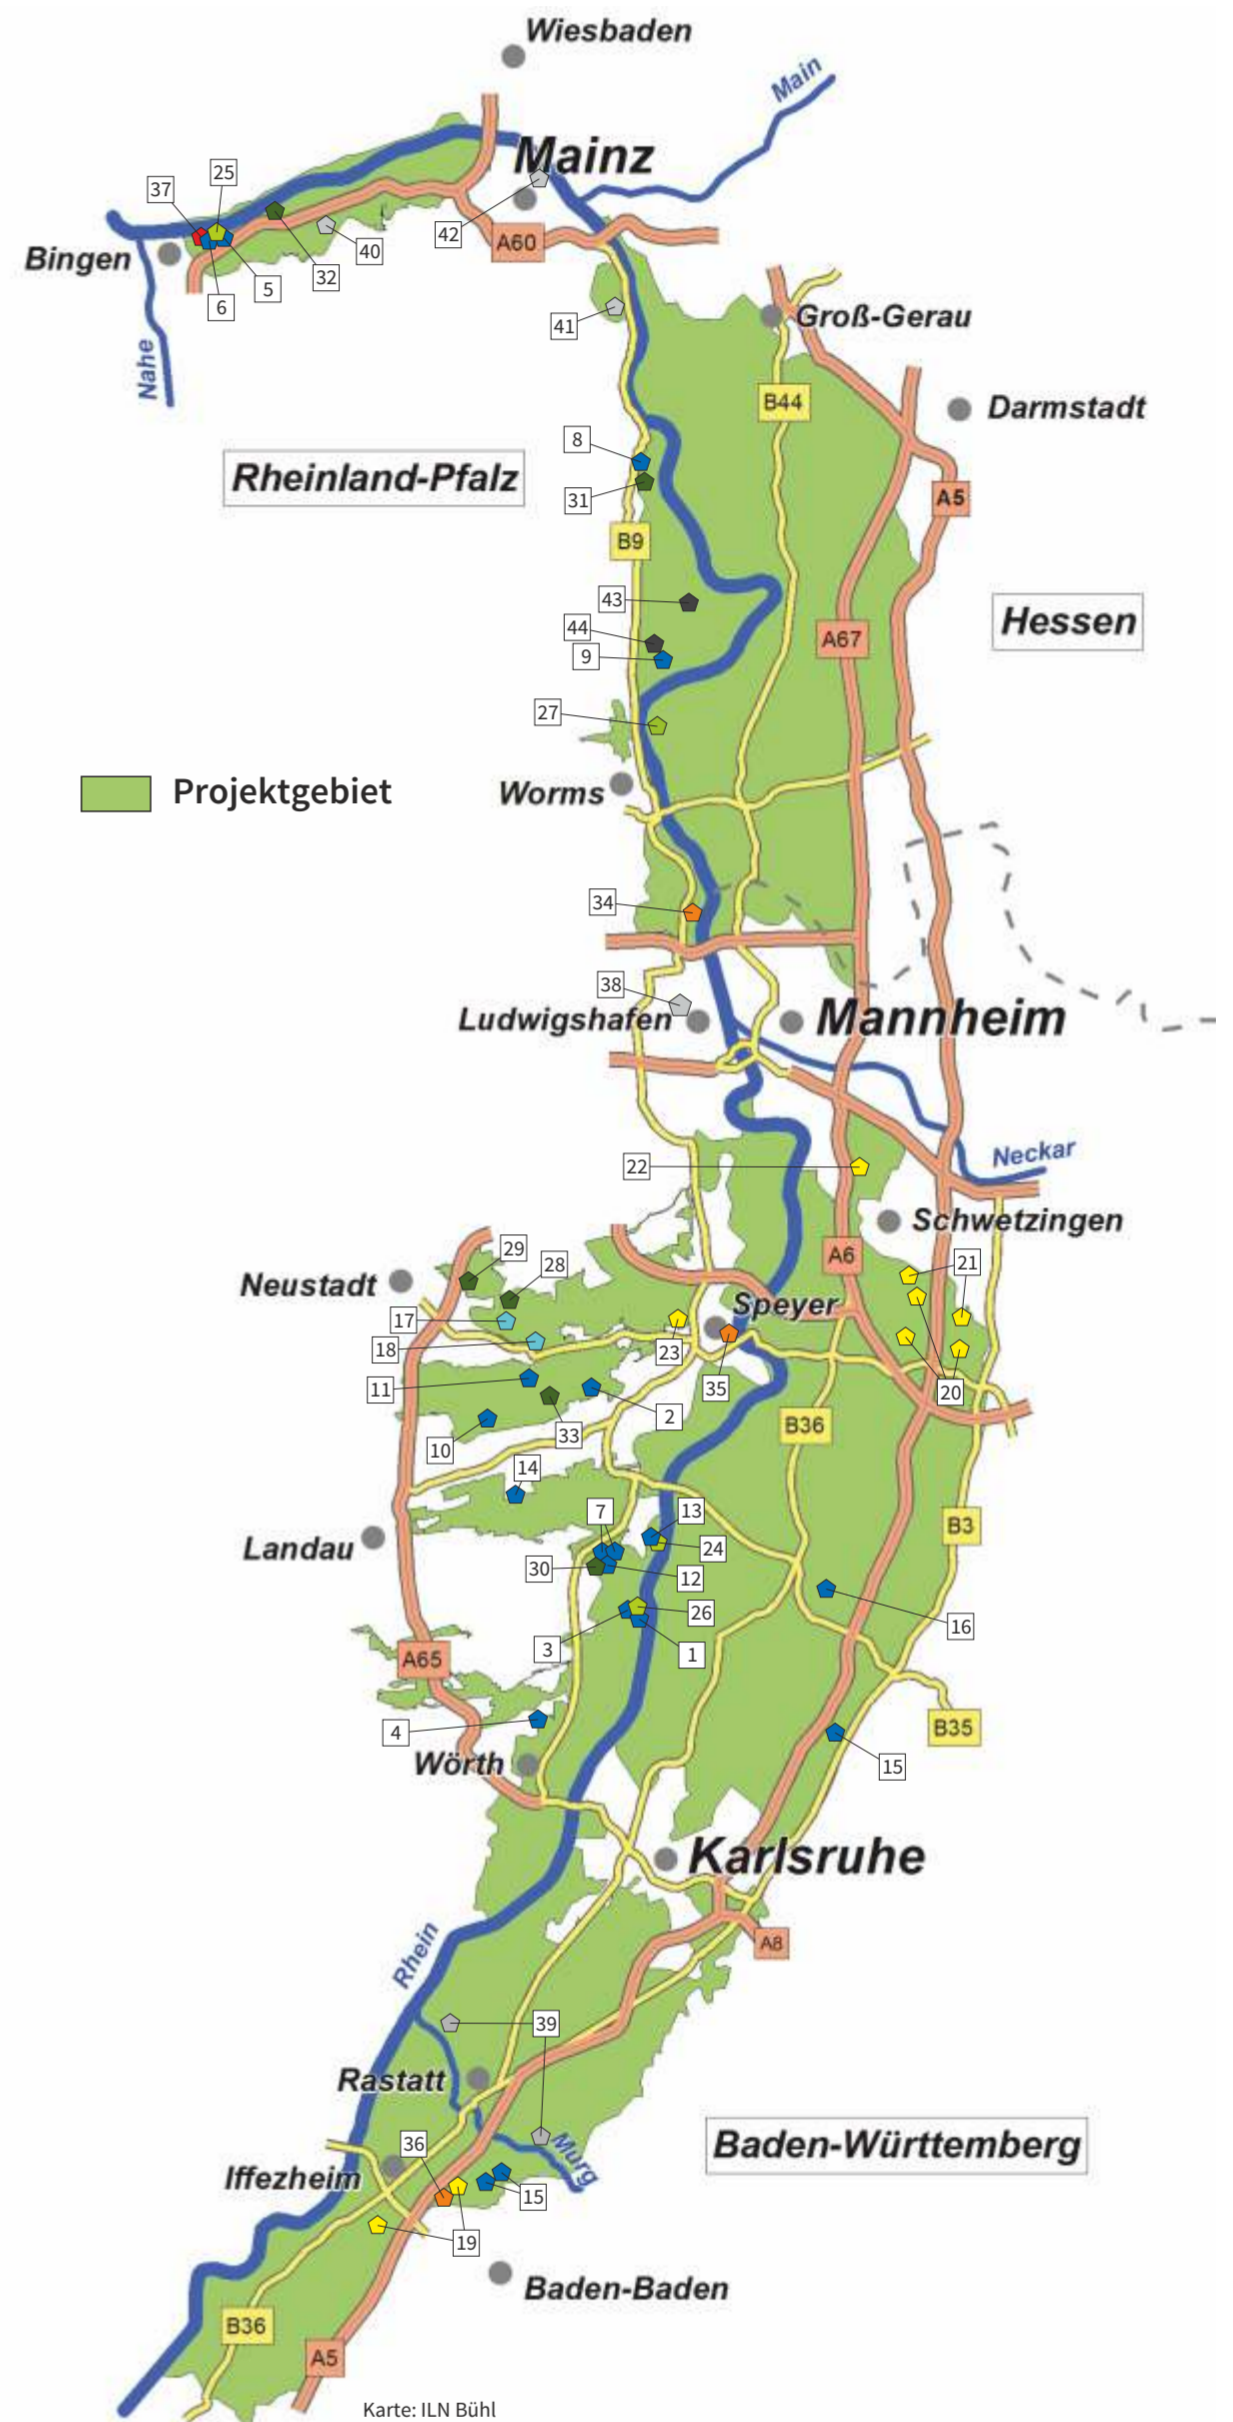 Wiesbaden
Main
Mainz
25
37
42
40
A60
Bingen
32
5
6
Groß-Gerau
41
Nahe
B44
Darmstadt
8
Rheinland-Pfalz
31
A5
B9
43
Hessen
44
A67
9
27
Projektgebiet
Worms
34
38
Ludwigshafen
Mannheim
Neckar
22
Schwetzingen
29
A6
28
21
Neustadt
Speyer
17
18
23
11
35
20
2
B36
33
10
14
7
13
B3
Landau
24
30
12
26
16
3
1
A65
4
B35
Wörth
15
Karlsruhe
A8
Rhein
39
Rastatt
36
Murg
Baden-Württemberg
Iffezheim
15
19
Baden-Baden
B36
A5
Karte: ILN Bühl